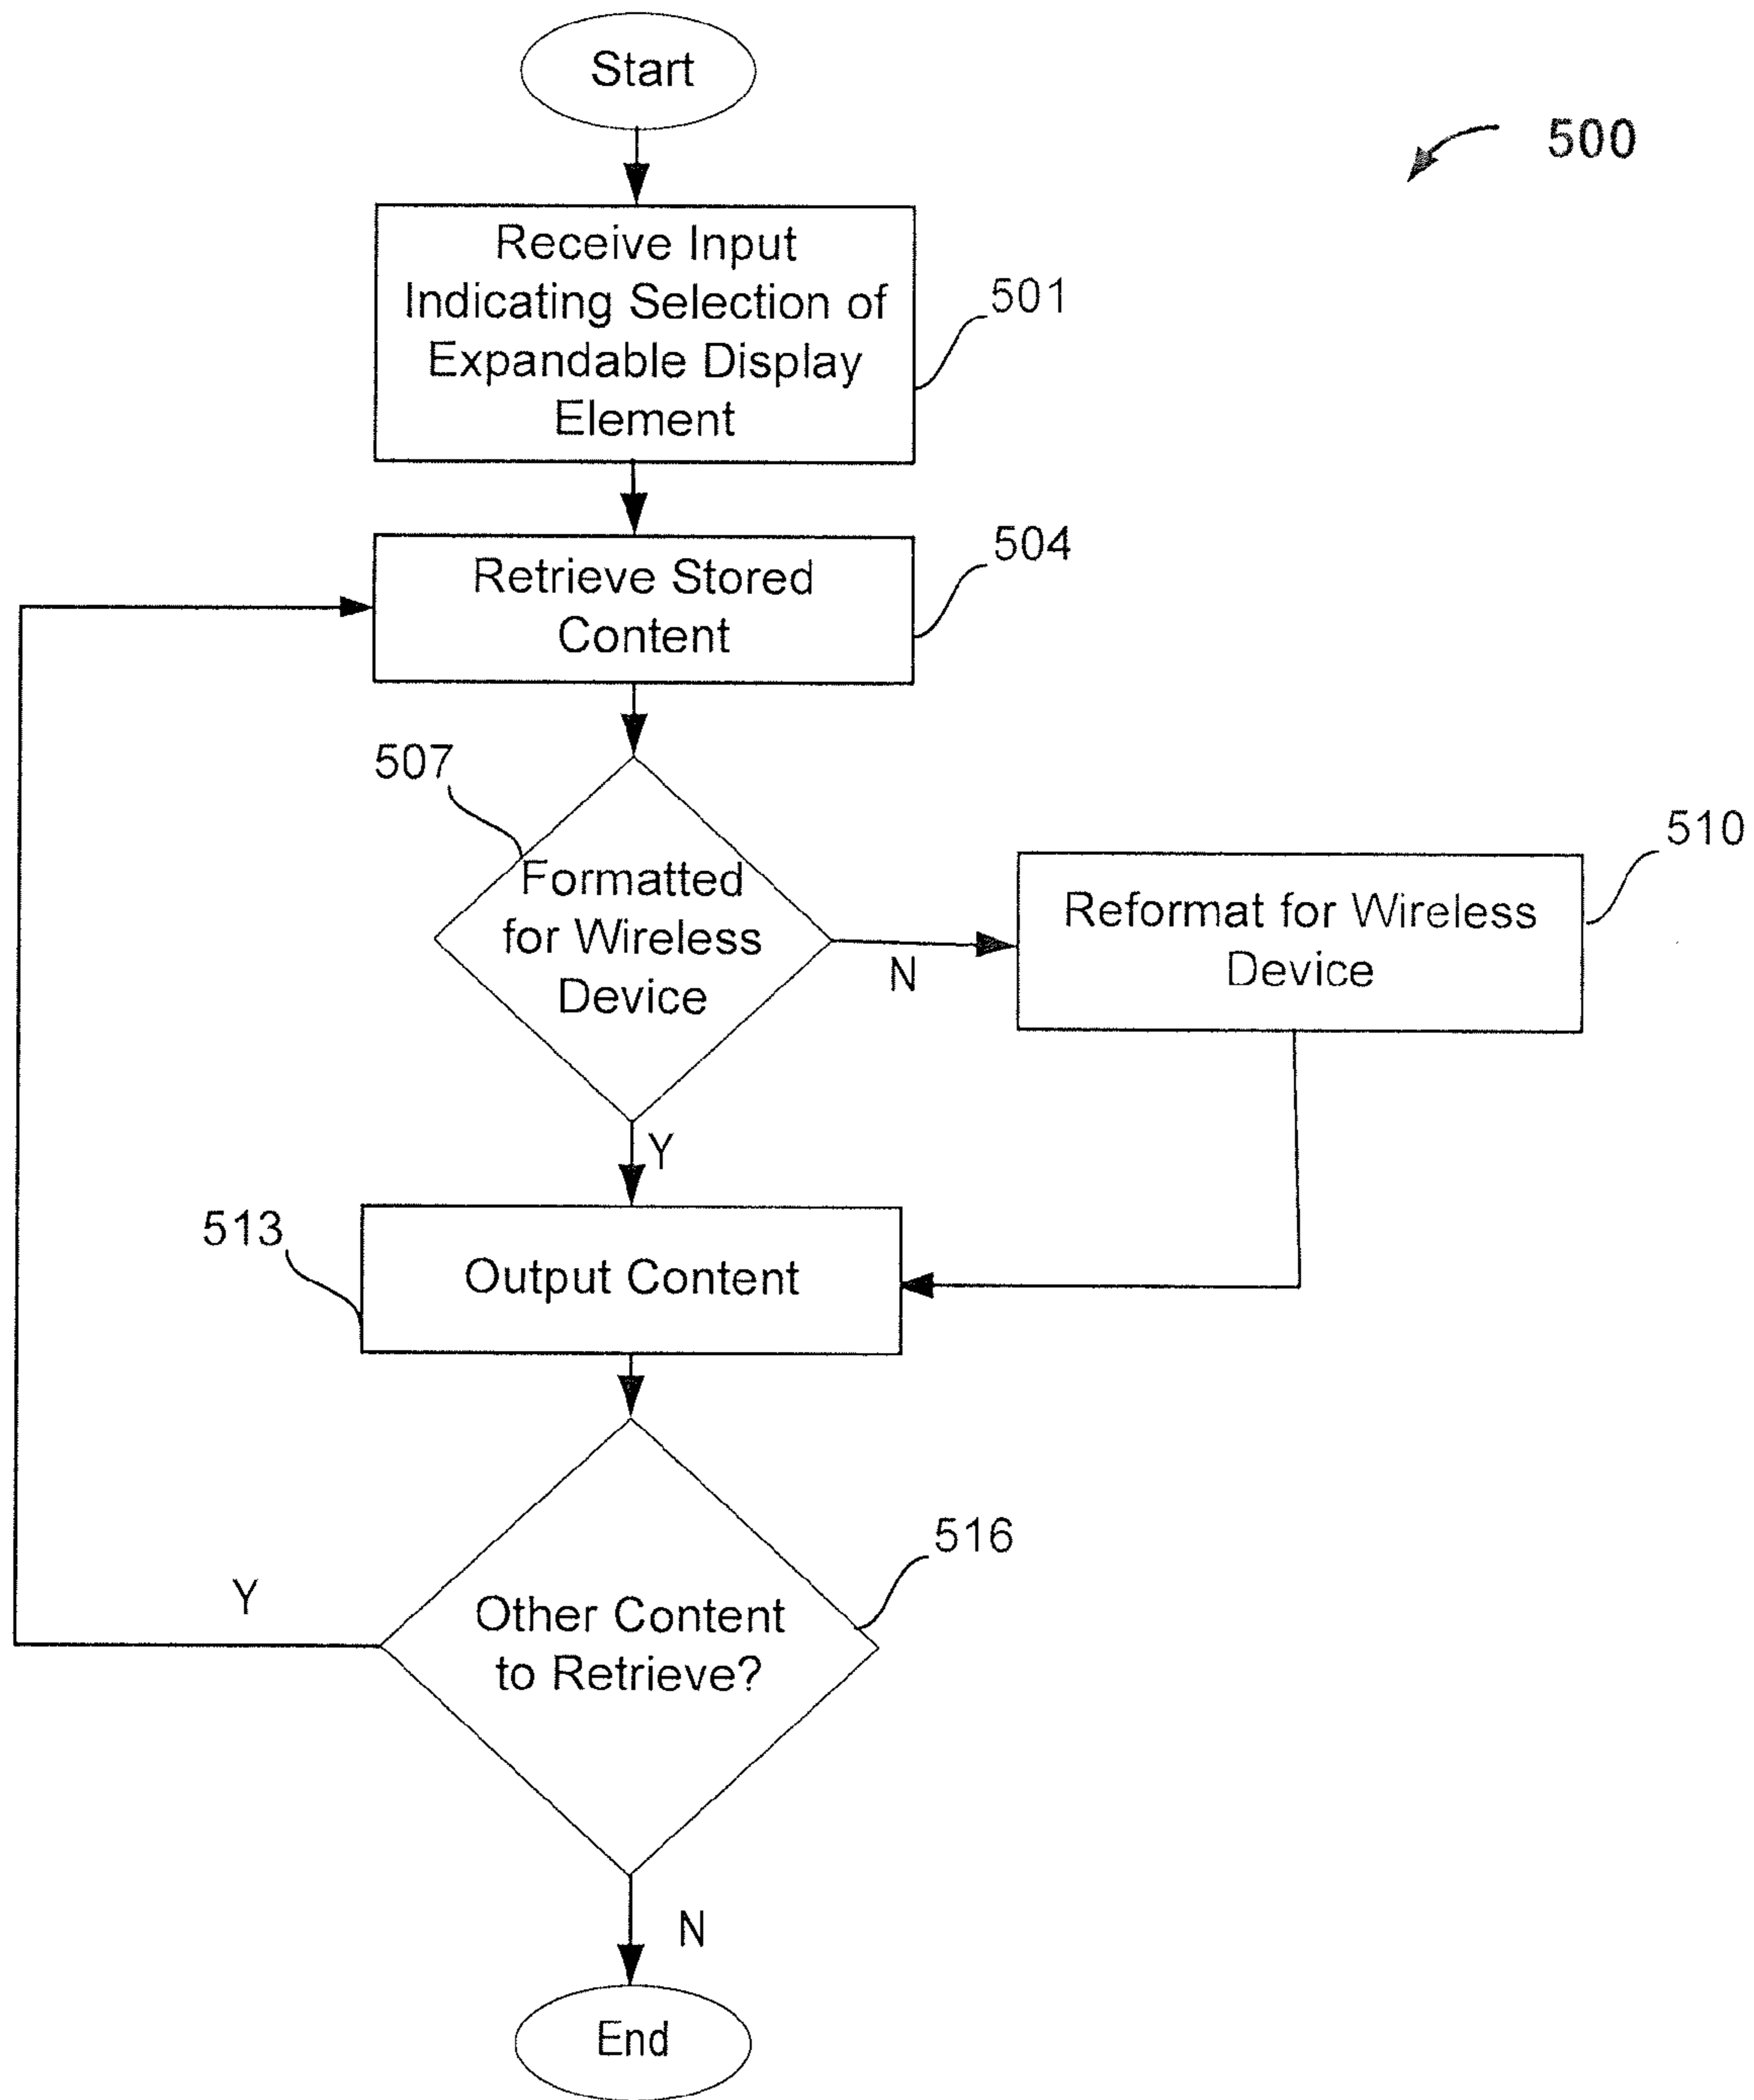 Start
500
Receive Input
Indicating Selection of
Expandable Display
Element
501
Retrieve Stored
Content
504
507
Formatted
for Wireless
Device
N
Reformat for Wireless
Device
510
Y
513
Output Content
516
Other Content
to Retrieve?
Y
N
End